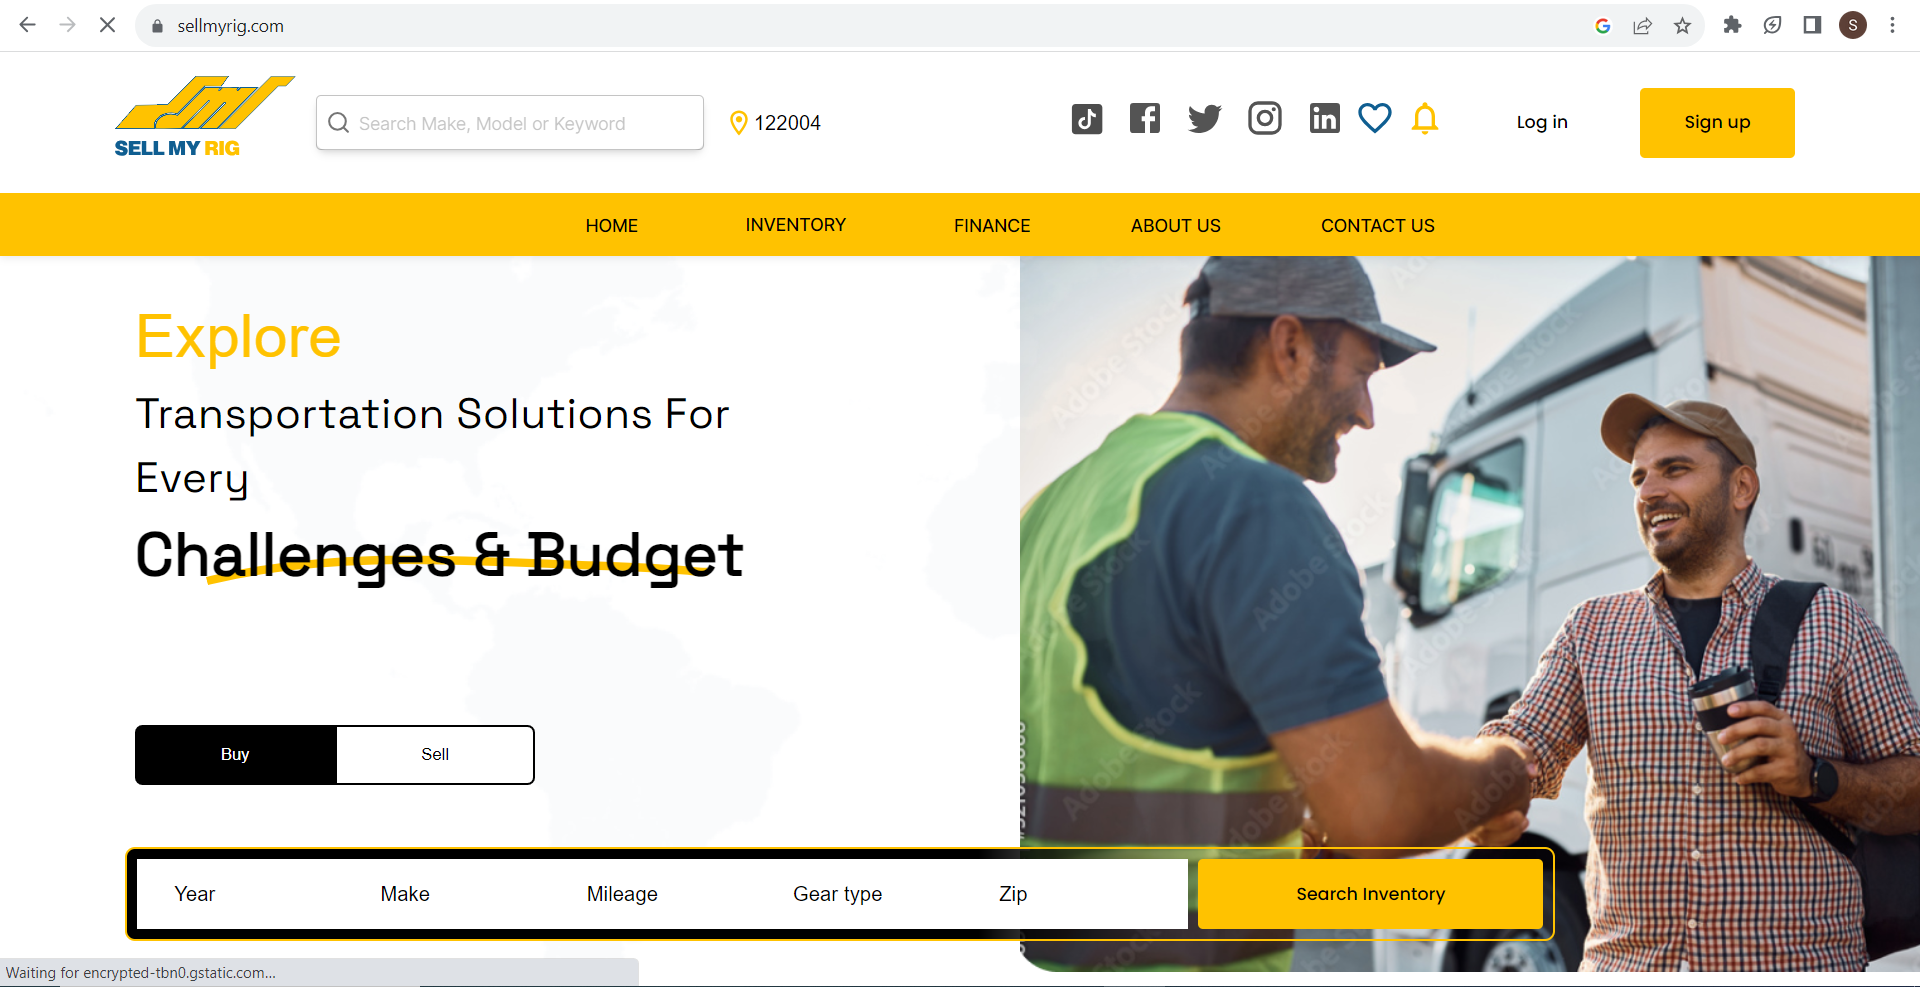 sellmyrig.com
S
SELL MY RIG
Search Make, Model or Keyword
122004
Log in
Sign up
HOME
INVENTORY
FINANCE
ABOUT US
CONTACT US
Explore
Transportation Solutions For
Every
Challenges & Budget
Buy
Sell
Year
Make
Mileage
Gear type
Zip
Search Inventory
Adobe Stock
Waiting for encrypted-tbn0.gstatic.com...